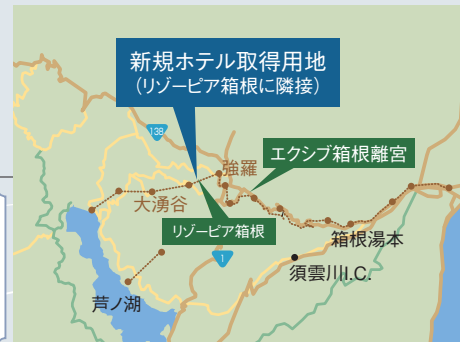 新規ホテル取得用地
(リゾーピア箱根に隣接)
138
エクシブ箱根離宮
強羅
大湧谷
リゾーピア箱根
箱根湯本
1
須雲川I.C.
芦ノ湖